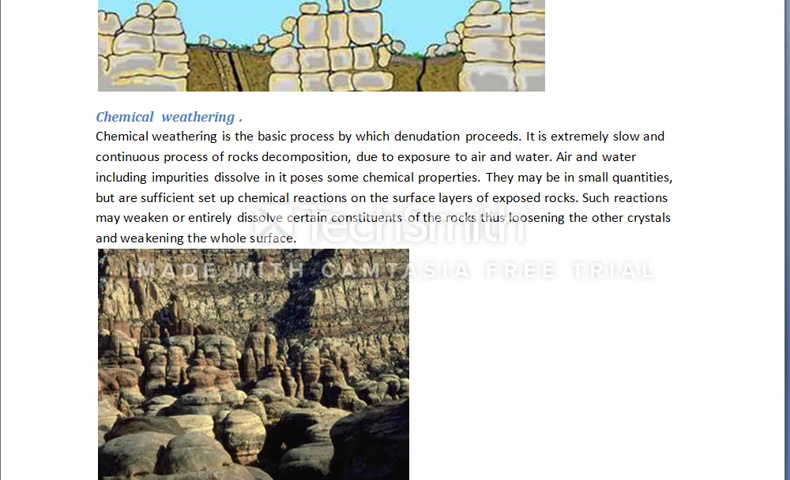 Chemical weathering .
Chemical weathering is the basic process by which denudation proceeds. It is extremely slow and
continuous process of rocks decomposition, due to exposure to air and water. Air and water
including impurities dissolve in it poses some chemical properties. They may be in small quantities,
but are sufficient set up chemical reactions on the surface layers of exposed rocks. Such reactions
may weaken or entirely dissolve certain constituents of the rocks thus loosening the other crystals
and weakening the whole surface.
TechSmith
MADE WITH CAMTASIA FREE TRIAL